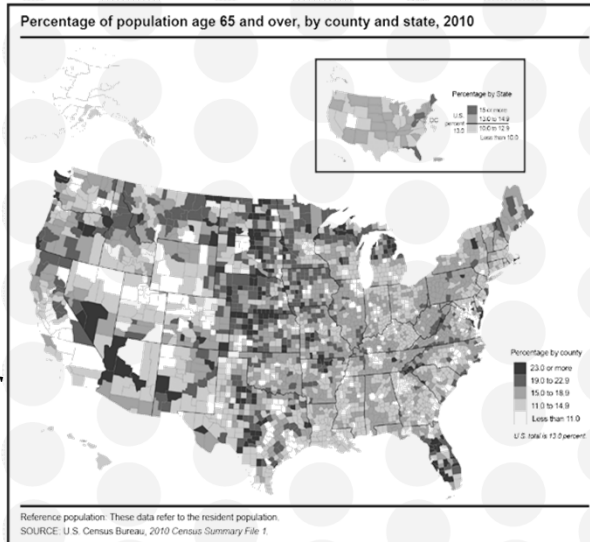 Percentage of population age 65 and over, by county and state, 2010
Percentage by State
U.S.
percent
13.0
15 or more
13.0 to 14.9
10.0 to 12.9
Less than 10.0
DC
Percentage by county
23.0 or more
19.0 to 22.9
15.0 to 18.9
11.0 to 14.9
Less than 11.0
U.S. total is 13.0 percent
Reference population: These data refer to the resident population.
SOURCE: U.S. Census Bureau, 2010 Census Summary File 1.